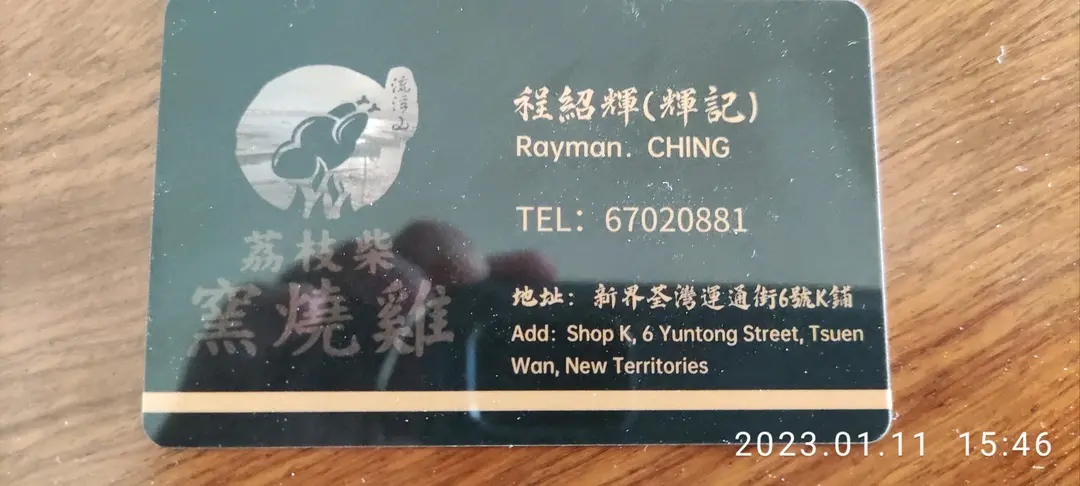 流浮山
荔枝柴
窯燒雞
程紹輝(輝記)
Rayman. CHING
TEL: 67020881
地址: 新界荃灣運通街6號K舖
Add: Shop K, 6 Yuntong Street, Tsuen
Wan, New Territories
2023.01.11 15:46